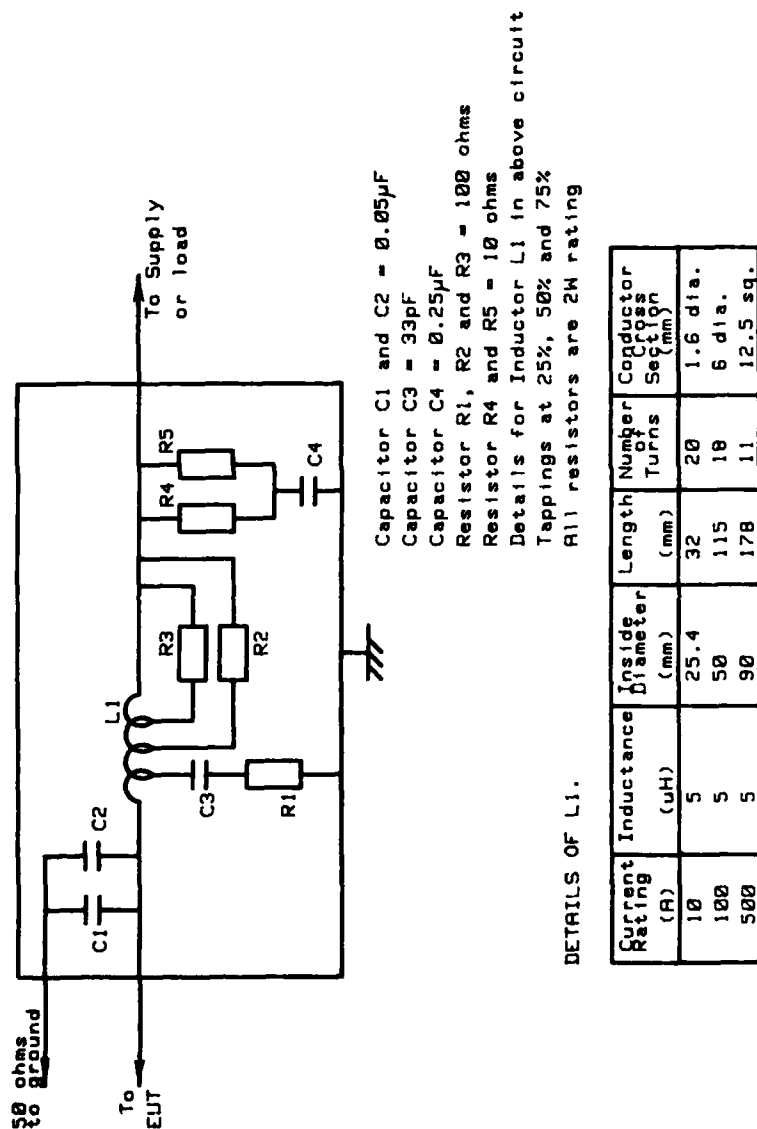 50 ohms
to ground
To
EUT
C1
C2
L1
C3
R1
R3
R2
R4
R5
C4
To Supply
or load
Capacitor C1 and C2 = 0.05µF
Capacitor C3 = 33pF
Capacitor C4 = 0.25µF
Resistor R1, R2 and R3 = 100 ohms
Resistor R4 and R5 = 10 ohms
Details for Inductor L1 in above circuit
Tappings at 25%, 50% and 75%
All resistors are 2W rating
DETAILS OF L1.
Current Rating (A) Inductance (uH) Inside Diameter (mm) Length (mm) Number of Turns Conductor Cross Section (mm)
10 5 25.4 32 20 1.6 dia.
100 5 50 115 18 6 dia.
500 5 90 178 11 12.5 sq.